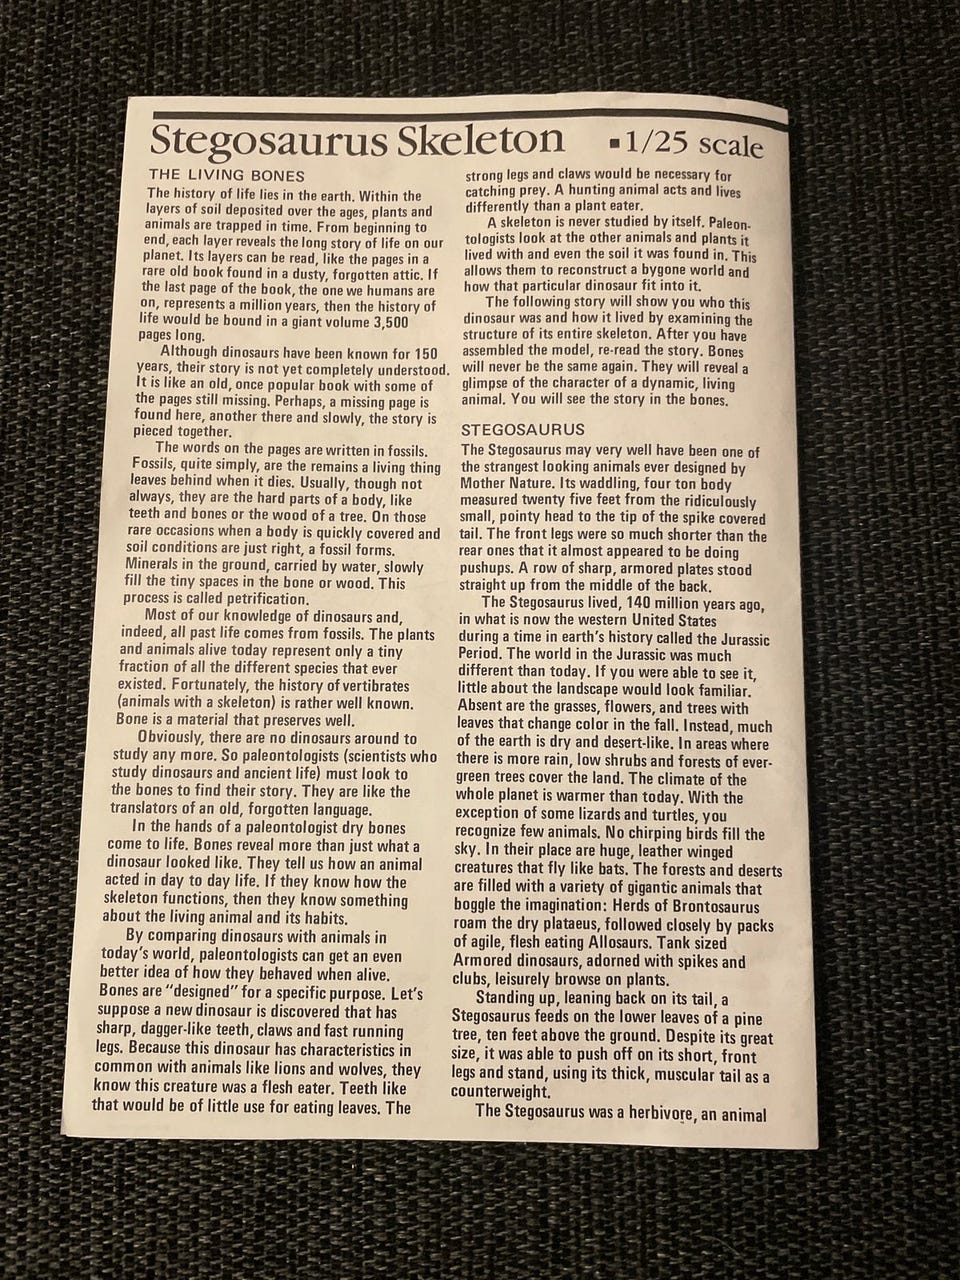 Stegosaurus Skeleton ▪1/25 scale
THE LIVING BONES
The history of life lies in the earth. Within the
layers of soil deposited over the ages, plants and
animals are trapped in time. From beginning to
end, each layer reveals the long story of life on our
planet. Its layers can be read, like the pages in a
rare old book found in a dusty, forgotten attic. If
the last page of the book, the one we humans are
on, represents a million years, then the history of
life would be bound in a giant volume 3,500
pages long.
Although dinosaurs have been known for 150
years, their story is not yet completely understood.
It is like an old, once popular book with some of
the pages still missing. Perhaps, a missing page is
found here, another there and slowly, the story is
pieced together.
The words on the pages are written in fossils.
Fossils, quite simply, are the remains a living thing
leaves behind when it dies. Usually, though not
always, they are the hard parts of a body, like
teeth and bones or the wood of a tree. On those
rare occasions when a body is quickly covered and
soil conditions are just right, a fossil forms.
Minerals in the ground, carried by water, slowly
fill the tiny spaces in the bone or wood. This
process is called petrification.
Most of our knowledge of dinosaurs and,
indeed, all past life comes from fossils. The plants
and animals alive today represent only a tiny
fraction of all the different species that ever
existed. Fortunately, the history of vertibrates
(animals with a skeleton) is rather well known.
Bone is a material that preserves well.
Obviously, there are no dinosaurs around to
study any more. So paleontologists (scientists who
study dinosaurs and ancient life) must look to
the bones to find their story. They are like the
translators of an old, forgotten language.
In the hands of a paleontologist dry bones
come to life. Bones reveal more than just what a
dinosaur looked like. They tell us how an animal
acted in day to day life. If they know how the
skeleton functions, then they know something
about the living animal and its habits.
By comparing dinosaurs with animals in
today's world, paleontologists can get an even
better idea of how they behaved when alive.
Bones are "designed" for a specific purpose. Let's
suppose a new dinosaur is discovered that has
sharp, dagger-like teeth, claws and fast running
legs. Because this dinosaur has characteristics in
common with animals like lions and wolves, they
know this creature was a flesh eater. Teeth like
that would be of little use for eating leaves. The
strong legs and claws would be necessary for
catching prey. A hunting animal acts and lives
differently than a plant eater.
A skeleton is never studied by itself. Paleon-
tologists look at the other animals and plants it
lived with and even the soil it was found in. This
allows them to reconstruct a bygone world and
how that particular dinosaur fit into it.
The following story will show you who this
dinosaur was and how it lived by examining the
structure of its entire skeleton. After you have
assembled the model, re-read the story. Bones
will never be the same again. They will reveal a
glimpse of the character of a dynamic, living
animal. You will see the story in the bones.
STEGOSAURUS
The Stegosaurus may very well have been one of
the strangest looking animals ever designed by
Mother Nature. Its waddling, four ton body
measured twenty five feet from the ridiculously
small, pointy head to the tip of the spike covered
tail. The front legs were so much shorter than the
rear ones that it almost appeared to be doing
pushups. A row of sharp, armored plates stood
straight up from the middle of the back.
The Stegosaurus lived, 140 million years ago,
in what is now the western United States
during a time in earth's history called the Jurassic
Period. The world in the Jurassic was much
different than today. If you were able to see it,
little about the landscape would look familiar.
Absent are the grasses, flowers, and trees with
leaves that change color in the fall. Instead, much
of the earth is dry and desert-like. In areas where
there is more rain, low shrubs and forests of ever-
green trees cover the land. The climate of the
whole planet is warmer than today. With the
exception of some lizards and turtles, you
recognize few animals. No chirping birds fill the
sky. In their place are huge, leather winged
creatures that fly like bats. The forests and deserts
are filled with a variety of gigantic animals that
boggle the imagination: Herds of Brontosaurus
roam the dry plataeus, followed closely by packs
of agile, flesh eating Allosaurs. Tank sized
Armored dinosaurs, adorned with spikes and
clubs, leisurely browse on plants.
Standing up, leaning back on its tail, a
Stegosaurus feeds on the lower leaves of a pine
tree, ten feet above the ground. Despite its great
size, it was able to push off on its short, front
legs and stand, using its thick, muscular tail as a
counterweight.
The Stegosaurus was a herbivore, an animal